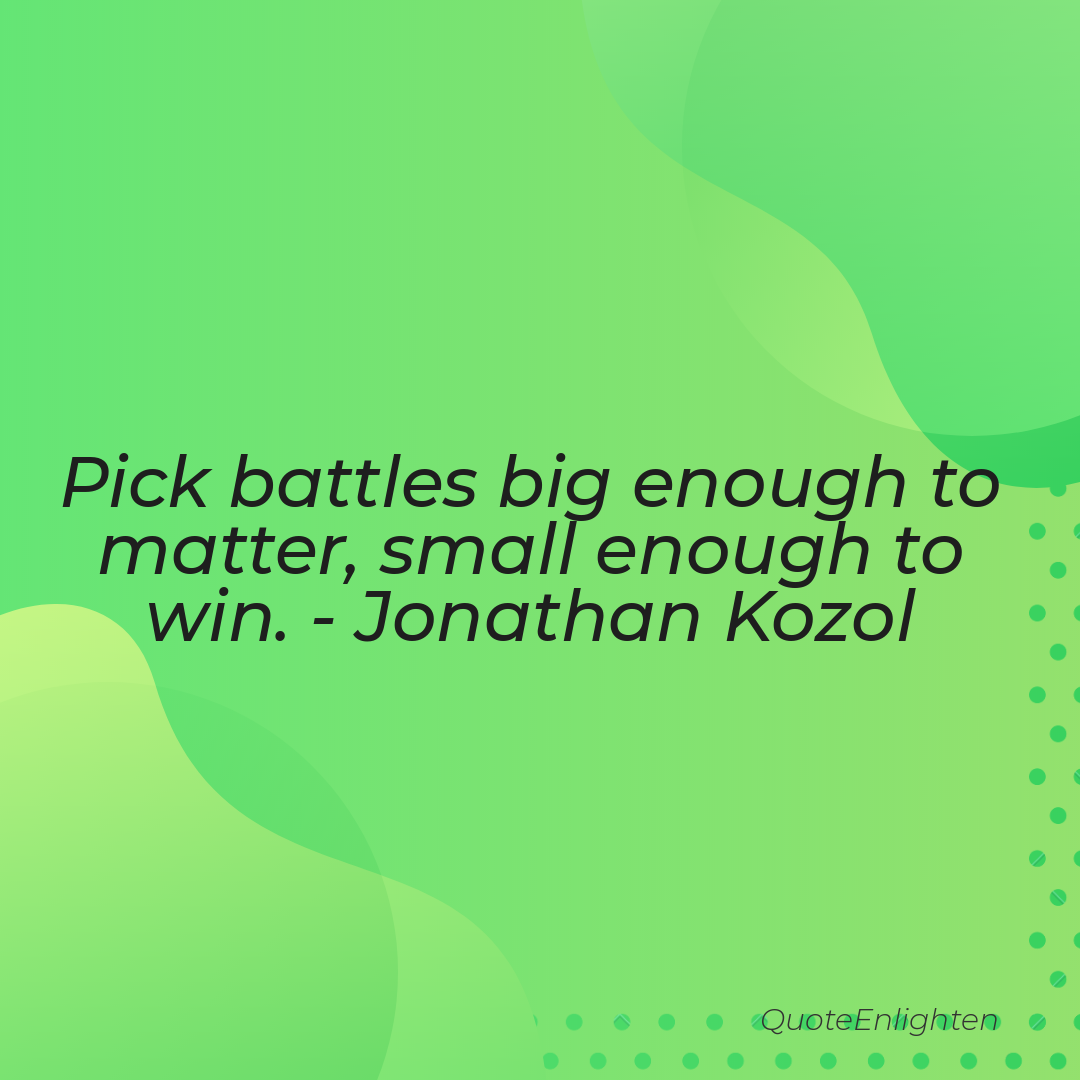 Pick battles big enough to
matter, small enough to
win. - Jonathan Kozol
QuoteEnlighten